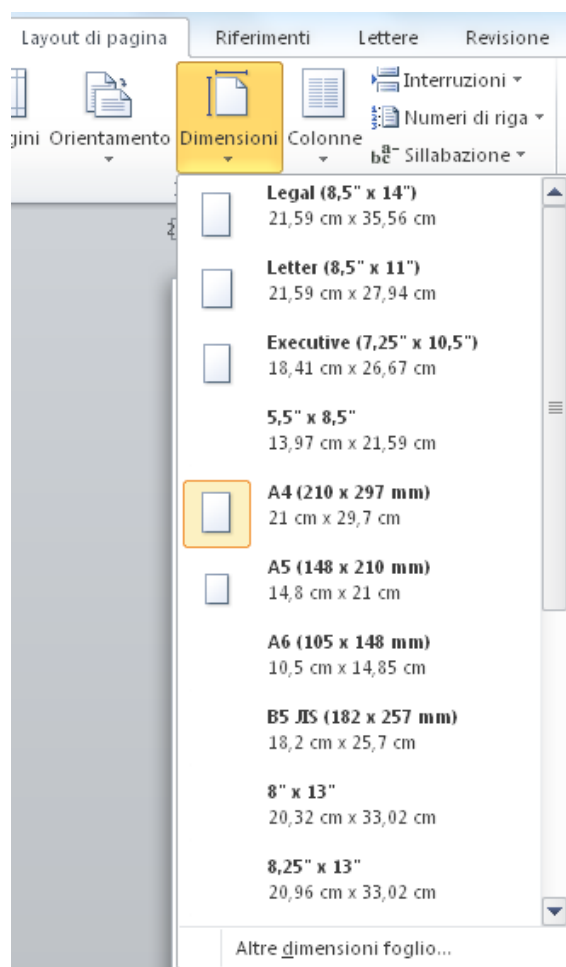 Layout di pagina Riferimenti Lettere Revisione
gini Orientamento Dimensioni Colonne
Interruzioni
Numeri di riga
Sillabazione
Legal (8,5" x 14")
21,59 cm x 35,56 cm
Letter (8,5" x 11")
21,59 cm x 27,94 cm
Executive (7,25" x 10,5")
18,41 cm x 26,67 cm
5,5" x 8,5"
13,97 cm x 21,59 cm
A4 (210 x 297 mm)
21 cm x 29,7 cm
A5 (148 x 210 mm)
14,8 cm x 21 cm
A6 (105 x 148 mm)
10,5 cm x 14,85 cm
B5 JIS (182 x 257 mm)
18,2 cm x 25,7 cm
8" x 13"
20,32 cm x 33,02 cm
8,25" x 13"
20,96 cm x 33,02 cm
Altre dimensioni foglio...